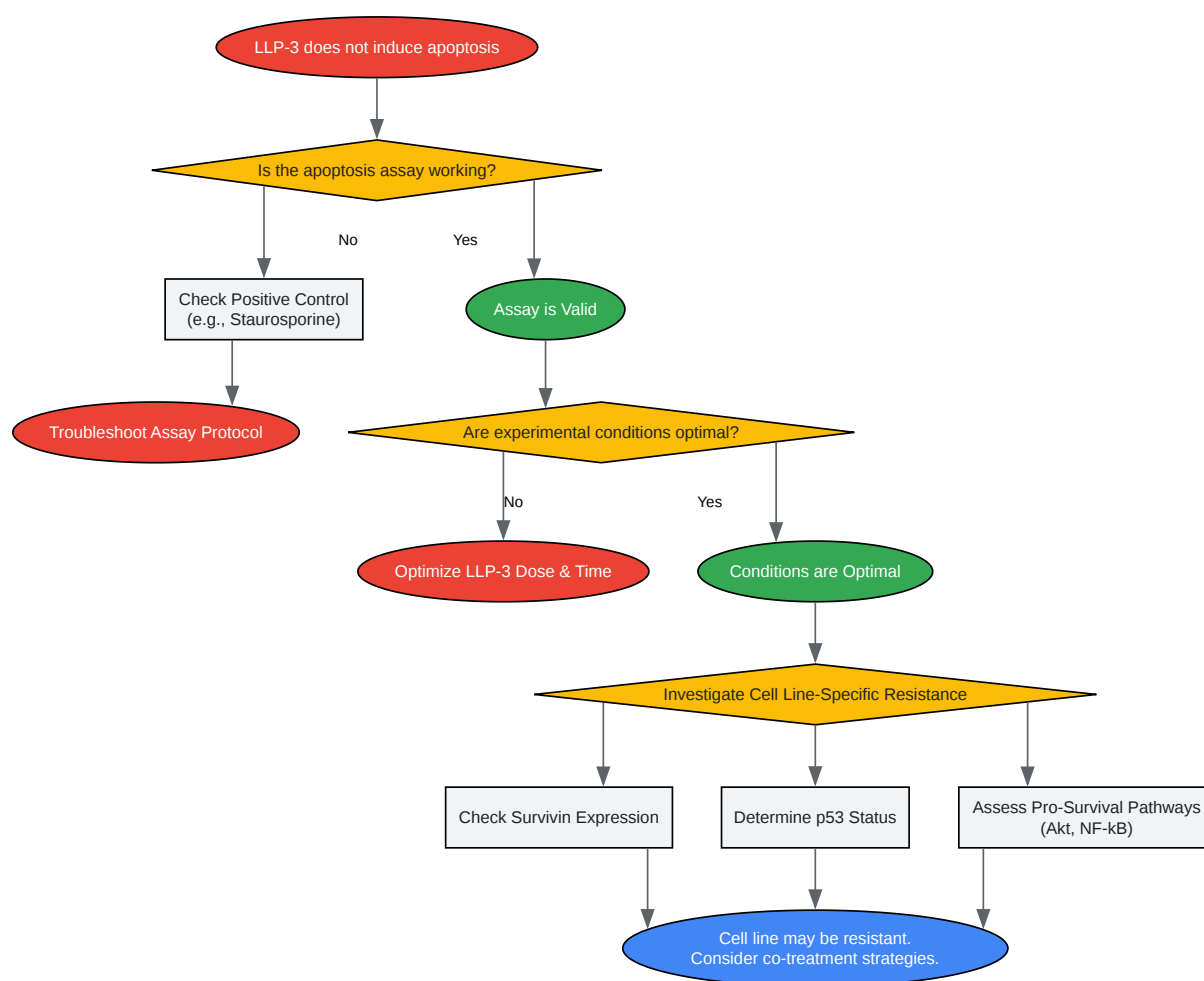 LLP-3 does not induce apoptosis
Is the apoptosis assay working?
No
Yes
Check Positive Control
(e.g., Staurosporine)
Assay is Valid
Troubleshoot Assay Protocol
Are experimental conditions optimal?
No
Yes
Optimize LLP-3 Dose & Time
Conditions are Optimal
Investigate Cell Line-Specific Resistance
Check Survivin Expression
Determine p53 Status
Assess Pro-Survival Pathways
(Akt, NF-kB)
Cell line may be resistant.
Consider co-treatment strategies.